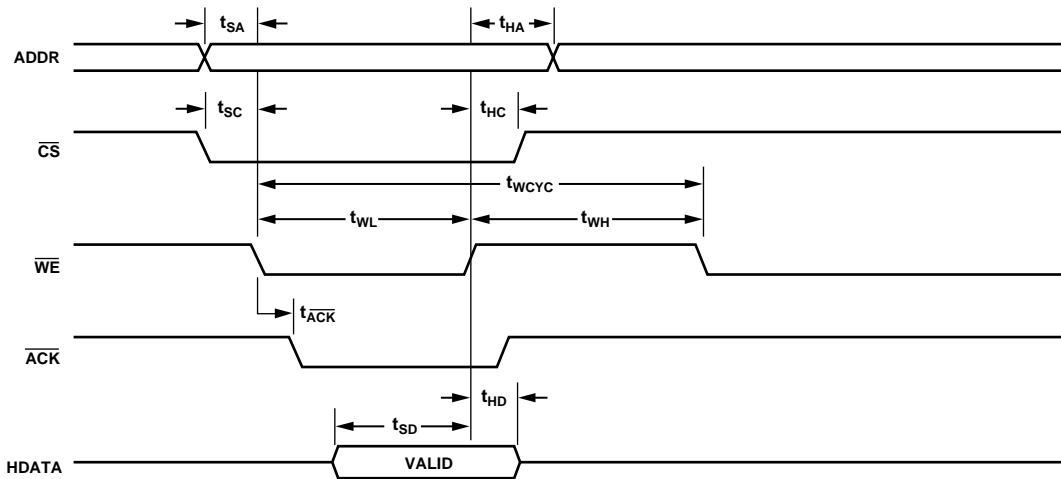 tSA
tHA
ADDR
tSC
tHC
CS
tWCYC
tWL
tWH
WE
tACK
ACK
tHD
tSD
HDATA
VALID